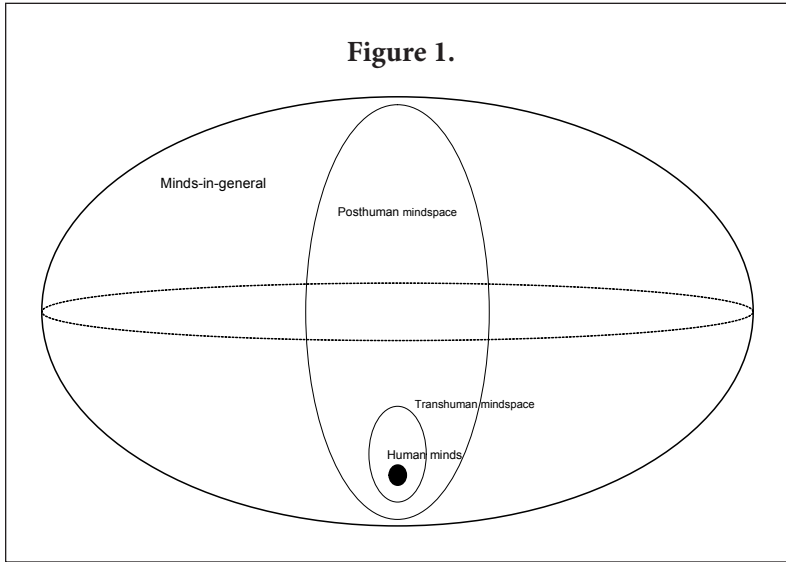 Figure 1.
Minds-in-general
Posthuman mindspace
Transhuman mindspace
Human minds